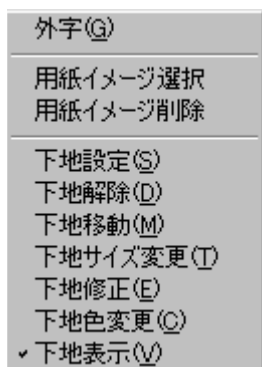 外字(G)
用紙イメージ選択
用紙イメージ削除
下地設定(S)
下地解除(D)
下地移動(M)
下地サイズ変更(T)
下地修正(E)
下地色変更(C)
✓下地表示(V)